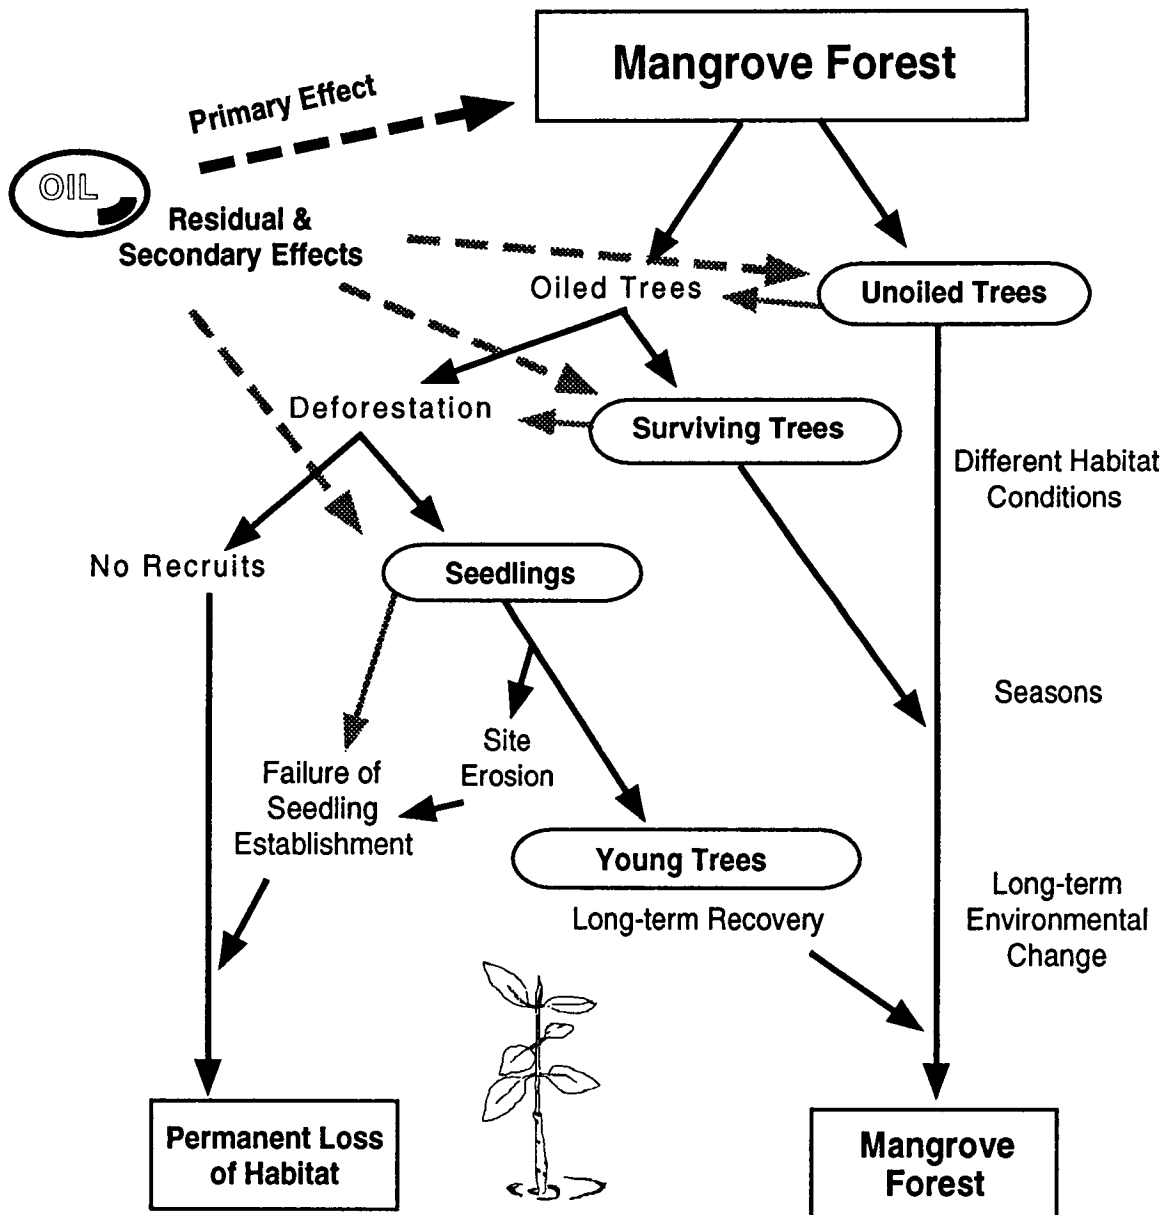 Mangrove Forest
Primary Effect
OIL
Residual &
Secondary Effects
Oiled Trees
Unoiled Trees
Deforestation
Surviving Trees
Different Habitat
Conditions
No Recruits
Seedlings
Seasons
Site
Erosion
Failure of
Seedling
Establishment
Young Trees
Long-term Recovery
Long-term
Environmental
Change
Permanent Loss
of Habitat
Mangrove
Forest